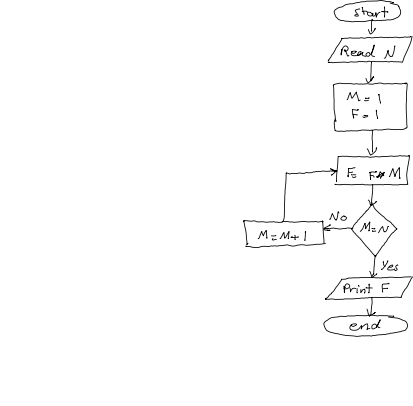 start
Read N
M = 1
F = 1
F = F * M
No
M = N
M = M + 1
Yes
Print F
end